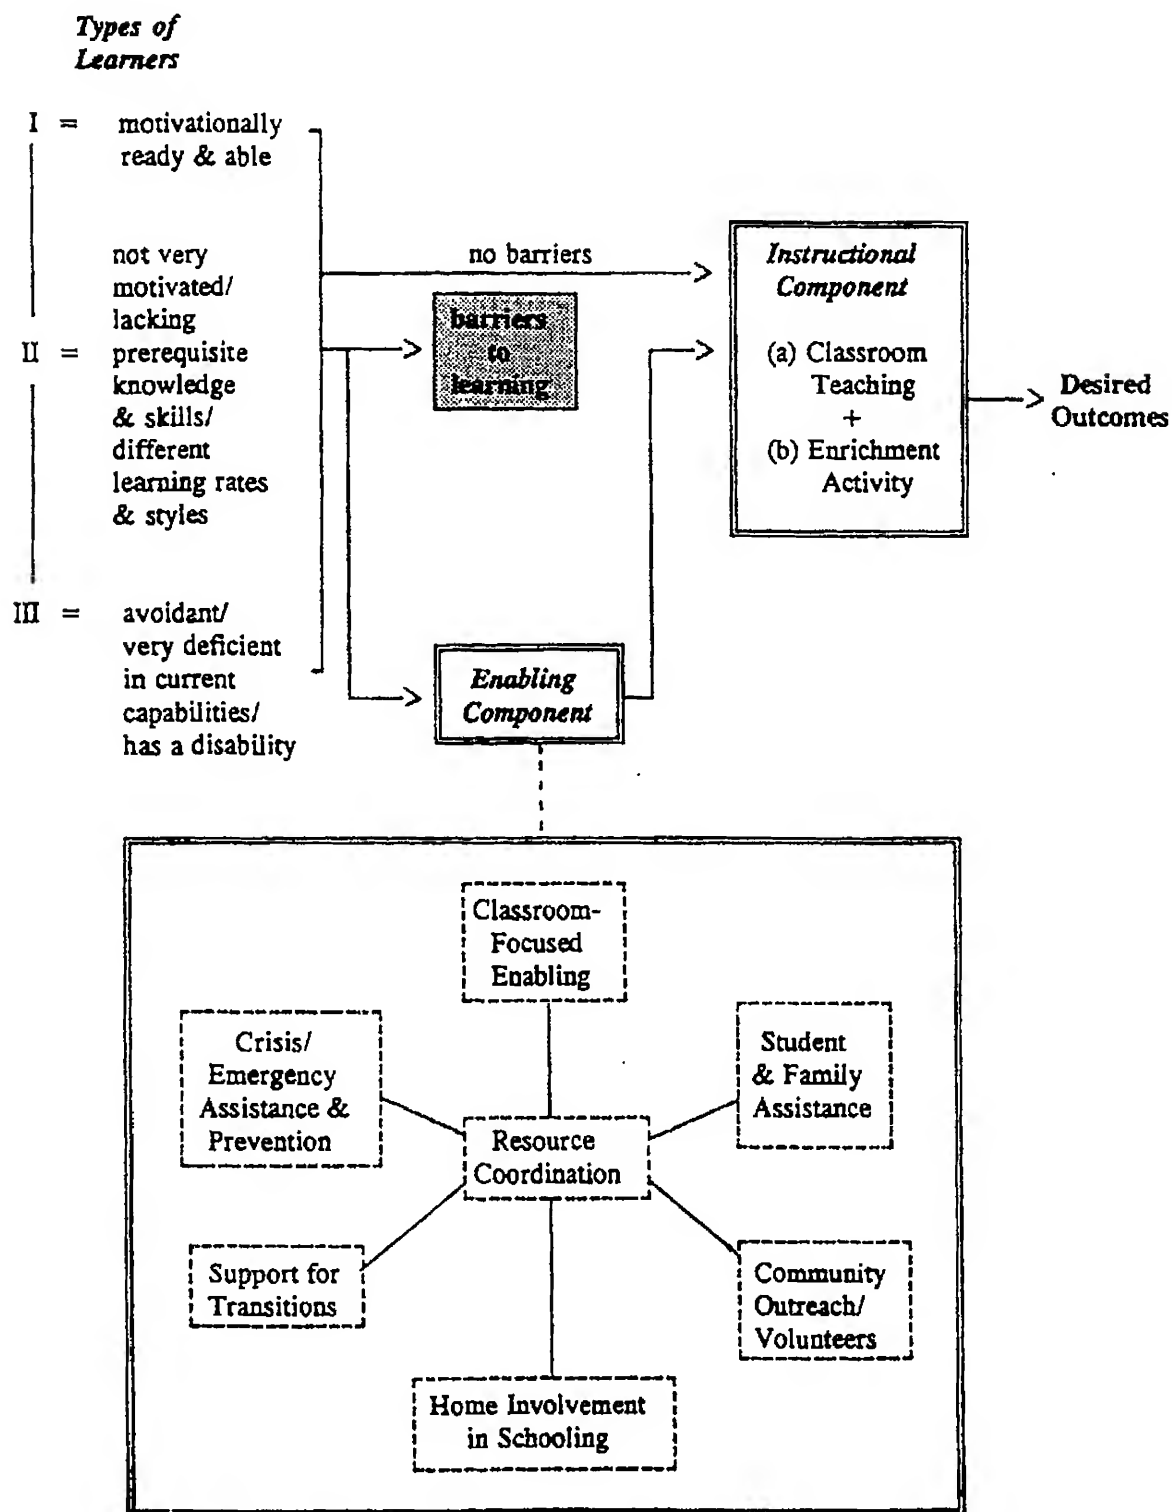 Types of
Learners
I = motivationally
ready & able
not very
motivated/
lacking
II = prerequisite
knowledge
& skills/
different
learning rates
& styles
III = avoidant/
very deficient
in current
capabilities/
has a disability
no barriers
barriers
to
learning
Instructional
Component
(a) Classroom
Teaching
+
(b) Enrichment
Activity
Desired
Outcomes
Enabling
Component
Classroom-
Focused
Enabling
Crisis/
Emergency
Assistance &
Prevention
Student
& Family
Assistance
Resource
Coordination
Support for
Transitions
Community
Outreach/
Volunteers
Home Involvement
in Schooling